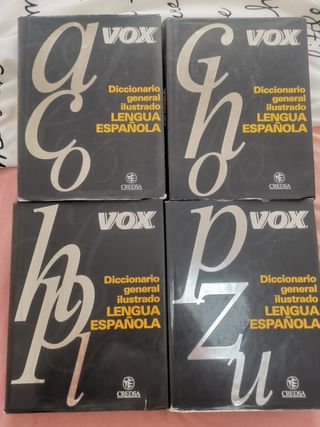 VOX
a
c
o
Diccionario
general
ilustrado
LENGUA
ESPAÑOLA
CREDSA
VOX
c
h
o
Diccionario
general
ilustrado
LENGUA
ESPAÑOLA
CREDSA
VOX
h
p
l
Diccionario
general
ilustrado
LENGUA
ESPAÑOLA
CREDSA
VOX
p
z
u
Diccionario
general
ilustrado
LENGUA
ESPAÑOLA
CREDSA